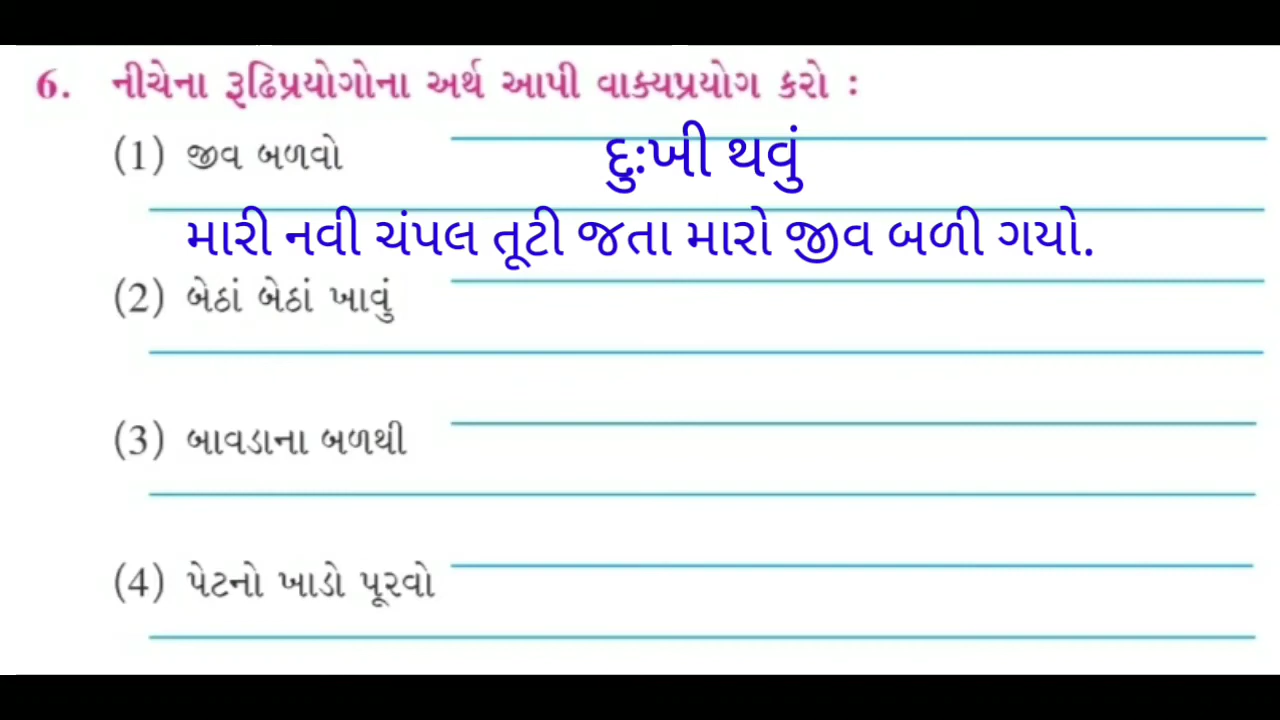 6. નીચેના રૂઢિપ્રયોગોના અર્થ આપી વાક્યપ્રયોગ કરો :
(1) જીવ બળવો દુઃખી થવું
મારી નવી ચંપલ તૂટી જતા મારો જીવ બળી ગયો.
(2) બેઠાં બેઠાં ખાવું
(3) બાવડાના બળથી
(4) પેટનો ખાડો પૂરવો